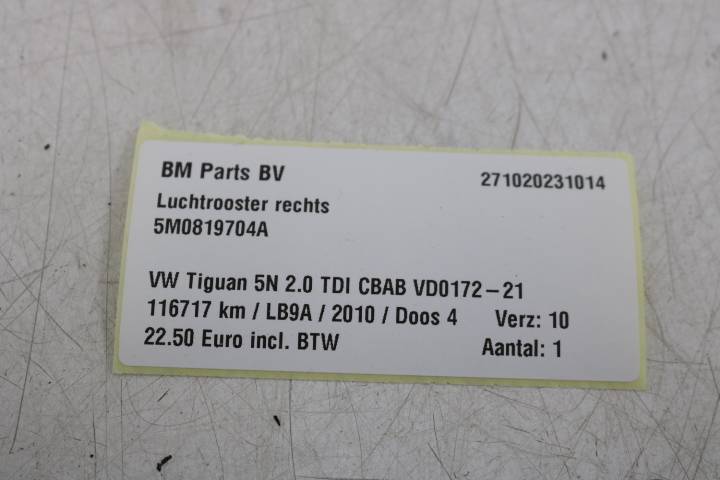 BM Parts BV 271020231014
Luchtrooster rechts
5M0819704A
VW Tiguan 5N 2.0 TDI CBAB VD0172-21
116717 km / LB9A / 2010 / Doos 4 Verz: 10
22.50 Euro incl. BTW Aantal: 1